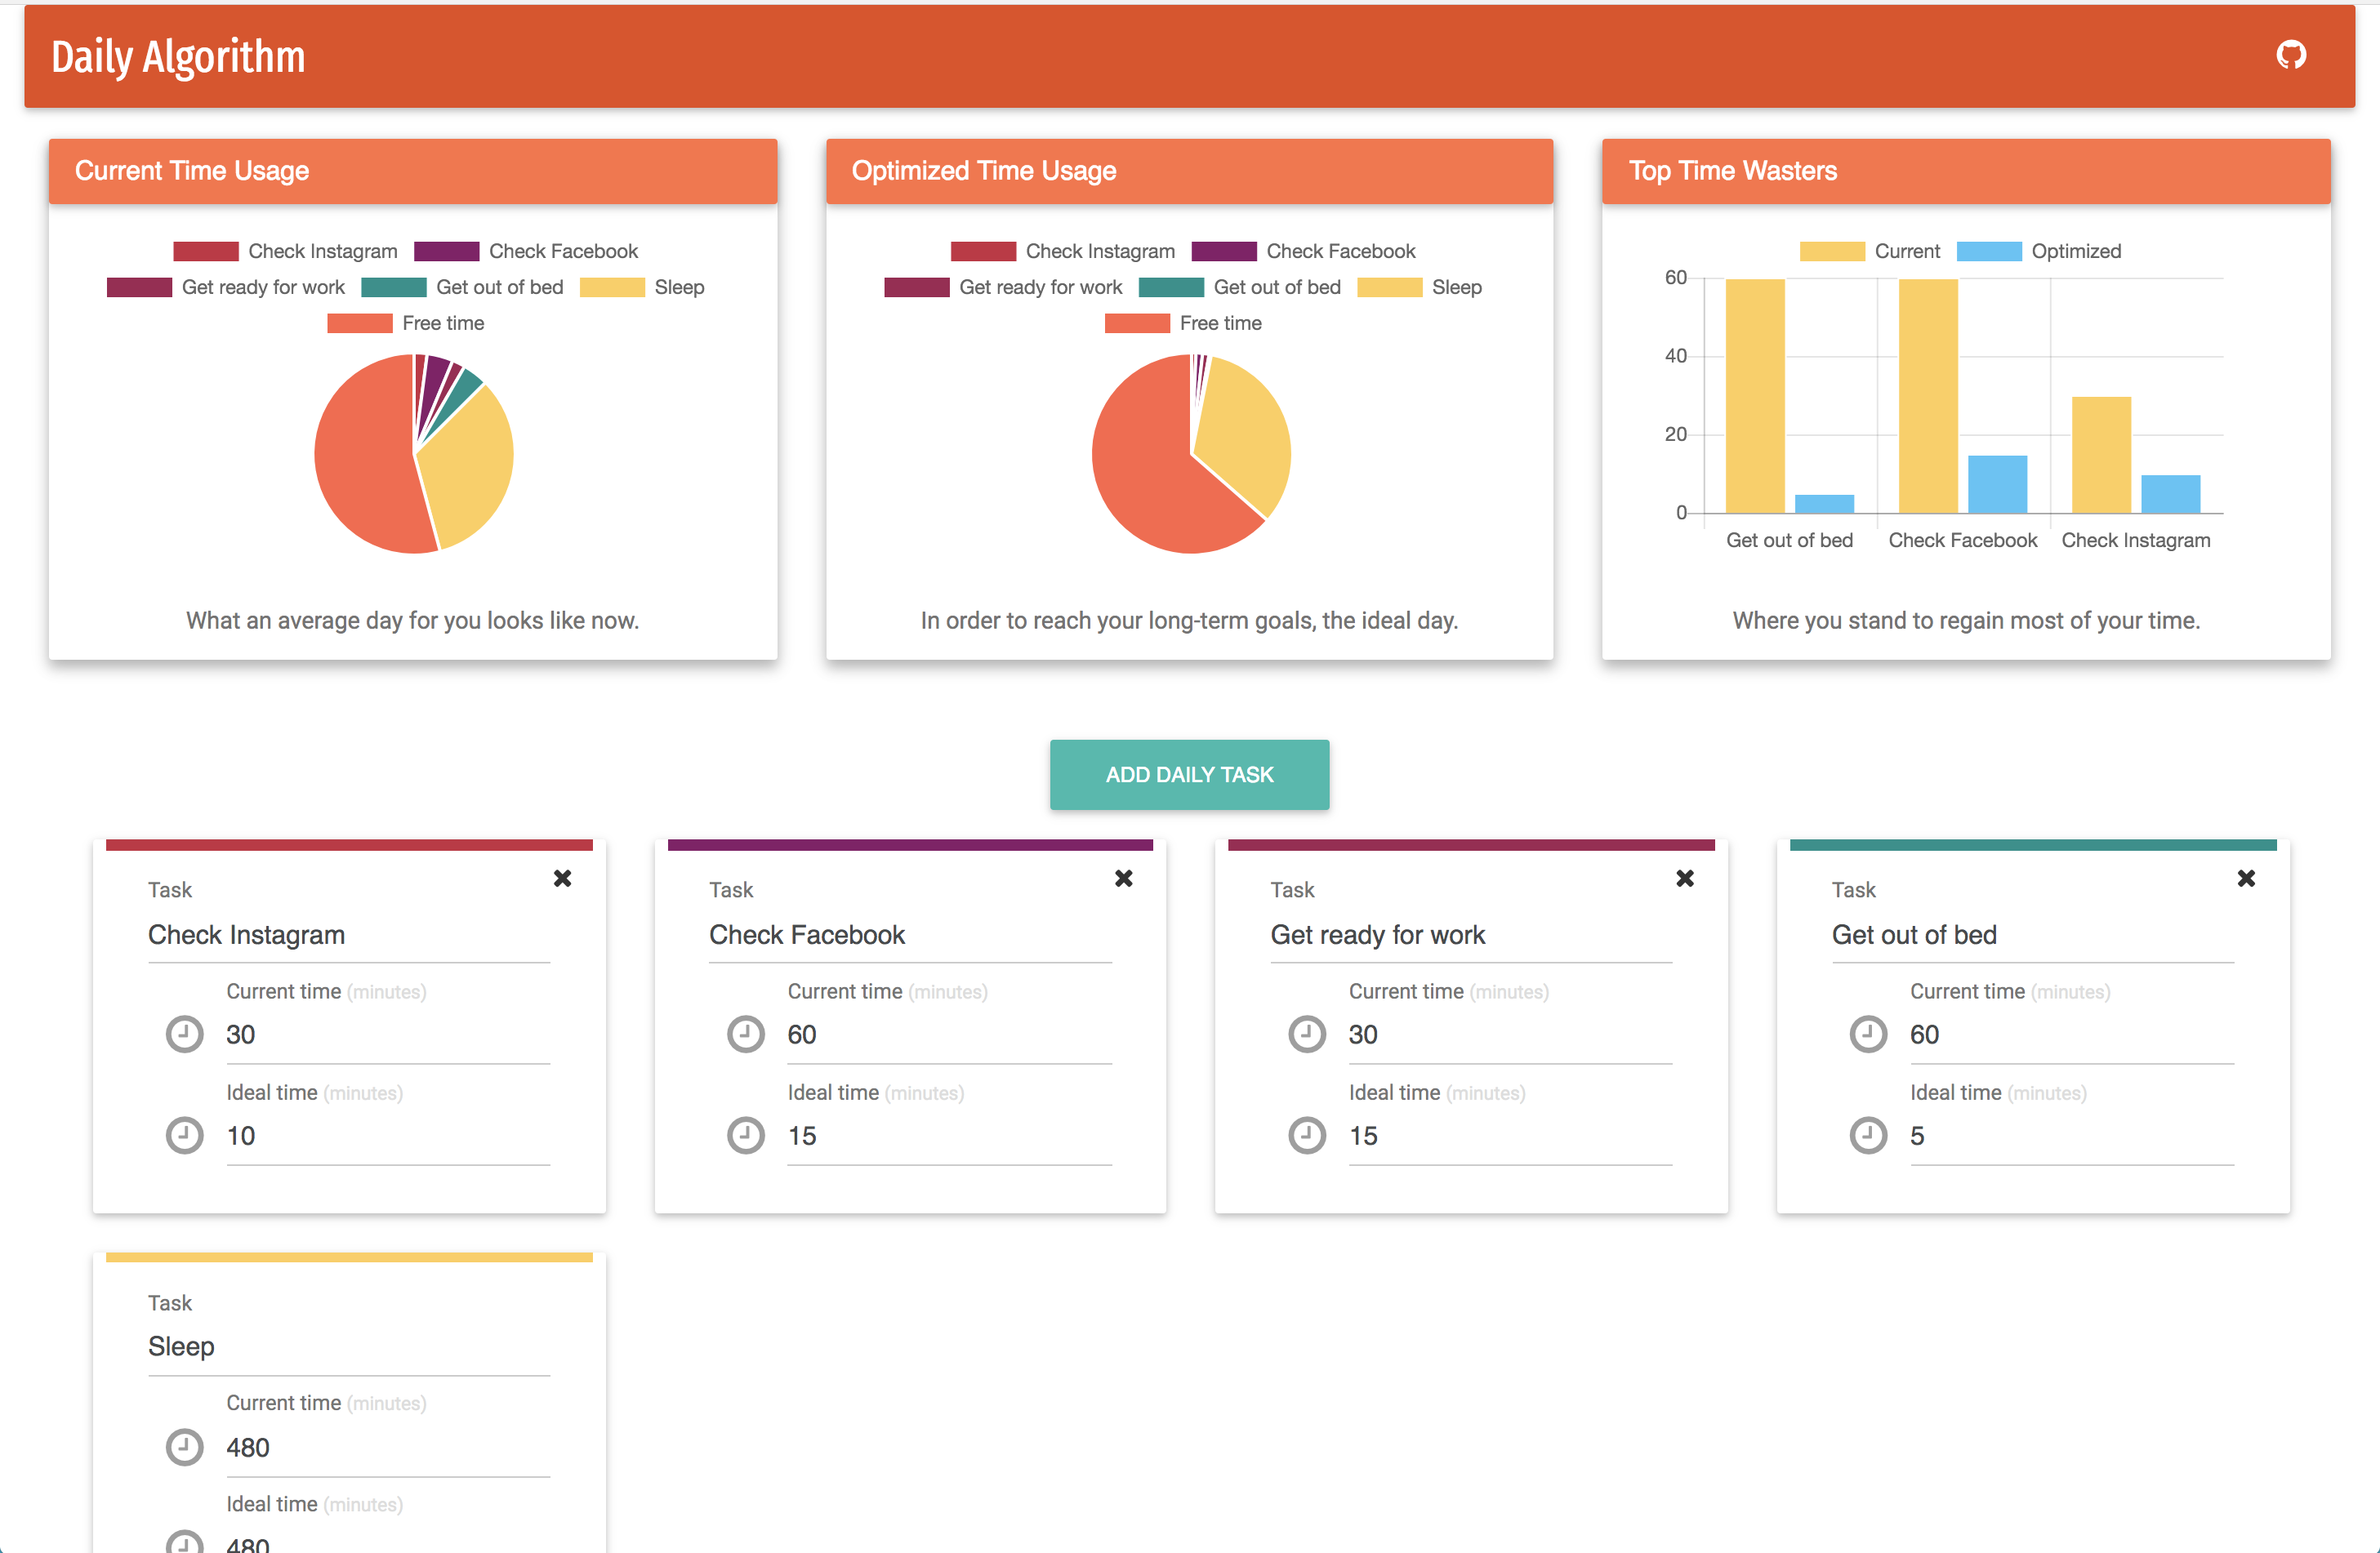 Daily Algorithm
Current Time Usage
Check Instagram Check Facebook
Get ready for work Get out of bed Sleep
Free time
What an average day for you looks like now.
Optimized Time Usage
Check Instagram Check Facebook
Get ready for work Get out of bed Sleep
Free time
In order to reach your long-term goals, the ideal day.
Top Time Wasters
Current Optimized
60
40
20
0
Get out of bed Check Facebook Check Instagram
Where you stand to regain most of your time.
ADD DAILY TASK
Task
Check Instagram
Current time (minutes)
30
Ideal time (minutes)
10
Task
Check Facebook
Current time (minutes)
60
Ideal time (minutes)
15
Task
Get ready for work
Current time (minutes)
30
Ideal time (minutes)
15
Task
Get out of bed
Current time (minutes)
60
Ideal time (minutes)
5
Task
Sleep
Current time (minutes)
480
Ideal time (minutes)
480